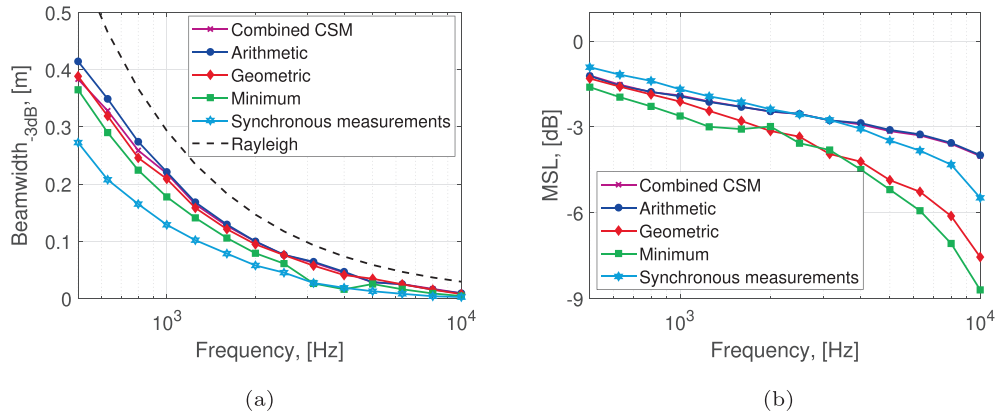 0.5
0.4
0.3
0.2
0.1
0
10^3
10^4
Beamwidth_-3dB, [m]
Frequency, [Hz]
Combined CSM
Arithmetic
Geometric
Minimum
Synchronous measurements
Rayleigh
(a)
0
-3
-6
-9
10^3
10^4
MSL, [dB]
Frequency, [Hz]
Combined CSM
Arithmetic
Geometric
Minimum
Synchronous measurements
(b)